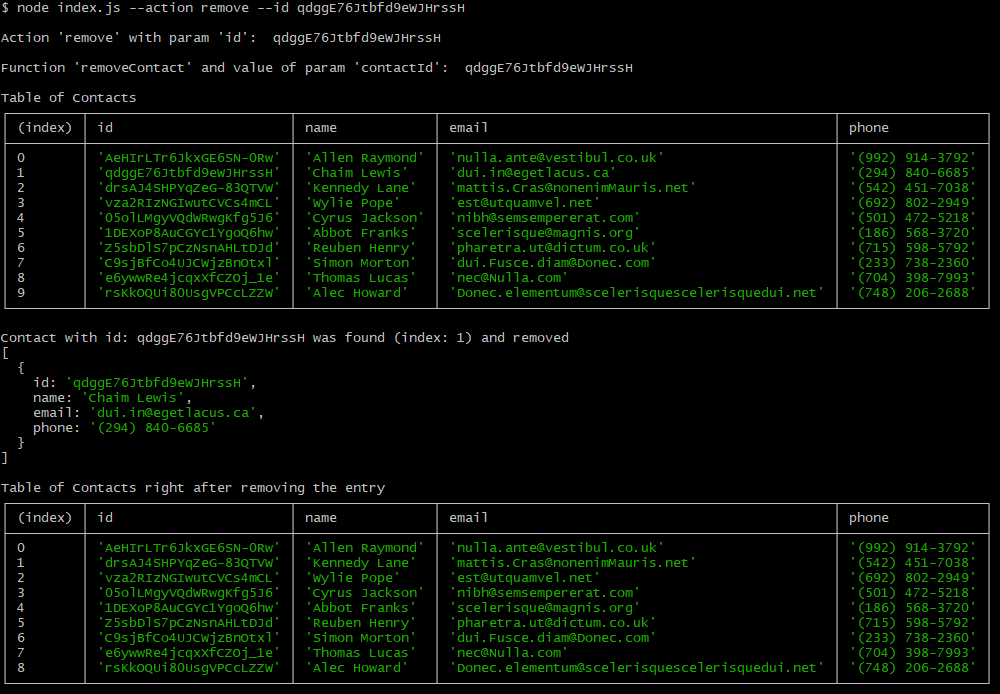 $ node index.js --action remove --id qdggE76Jtbfd9eWJHrssH
Action 'remove' with param 'id':  qdggE76Jtbfd9eWJHrssH
Function 'removeContact' and value of param 'contactId':  qdggE76Jtbfd9eWJHrssH
Table of Contacts
(index) id name email phone
0 'AeHIrLTr6JkxGE6SN-0Rw' 'Allen Raymond' 'nulla.ante@vestibul.co.uk' '(992) 914-3792'
1 'qdggE76Jtbfd9eWJHrssH' 'Chaim Lewis' 'dui.in@egetlacus.ca' '(294) 840-6685'
2 'drsAJ4SHPYqZeG-83QTVW' 'Kennedy Lane' 'mattis.Cras@nonenimMauris.net' '(542) 451-7038'
3 'vza2RIzNGIwutCVCs4mCL' 'Wylie Pope' 'est@utquamvel.net' '(692) 802-2949'
4 '05olLMgyVQdWRwgKfg5J6' 'Cyrus Jackson' 'nibh@semsempererat.com' '(501) 472-5218'
5 '1DEXoP8AuCGYc1YgoQ6hw' 'Abbot Franks' 'scelerisque@magnis.org' '(186) 568-3720'
6 'Z5sbDlS7pCzNsnAHLtDJd' 'Reuben Henry' 'pharetra.ut@dictum.co.uk' '(715) 598-5792'
7 'C9sjBfCo4UJCWjzBnOtxl' 'Simon Morton' 'dui.Fusce.diam@Donec.com' '(233) 738-2360'
8 'e6ywwRe4jcqxXfCZOj_1e' 'Thomas Lucas' 'nec@Nulla.com' '(704) 398-7993'
9 'rsKkOQUi80UsgVPCcLZZW' 'Alec Howard' 'Donec.elementum@scelerisquescelerisquedui.net' '(748) 206-2688'
Contact with id: qdggE76Jtbfd9eWJHrssH was found (index: 1) and removed
[
{
id: 'qdggE76Jtbfd9eWJHrssH',
name: 'Chaim Lewis',
email: 'dui.in@egetlacus.ca',
phone: '(294) 840-6685'
}
]
Table of Contacts right after removing the entry
(index) id name email phone
0 'AeHIrLTr6JkxGE6SN-0Rw' 'Allen Raymond' 'nulla.ante@vestibul.co.uk' '(992) 914-3792'
1 'drsAJ4SHPYqZeG-83QTVW' 'Kennedy Lane' 'mattis.Cras@nonenimMauris.net' '(542) 451-7038'
2 'vza2RIzNGIwutCVCs4mCL' 'Wylie Pope' 'est@utquamvel.net' '(692) 802-2949'
3 '05olLMgyVQdWRwgKfg5J6' 'Cyrus Jackson' 'nibh@semsempererat.com' '(501) 472-5218'
4 '1DEXoP8AuCGYc1YgoQ6hw' 'Abbot Franks' 'scelerisque@magnis.org' '(186) 568-3720'
5 'Z5sbDlS7pCzNsnAHLtDJd' 'Reuben Henry' 'pharetra.ut@dictum.co.uk' '(715) 598-5792'
6 'C9sjBfCo4UJCWjzBnOtxl' 'Simon Morton' 'dui.Fusce.diam@Donec.com' '(233) 738-2360'
7 'e6ywwRe4jcqxXfCZOj_1e' 'Thomas Lucas' 'nec@Nulla.com' '(704) 398-7993'
8 'rsKkOQUi80UsgVPCcLZZW' 'Alec Howard' 'Donec.elementum@scelerisquescelerisquedui.net' '(748) 206-2688'